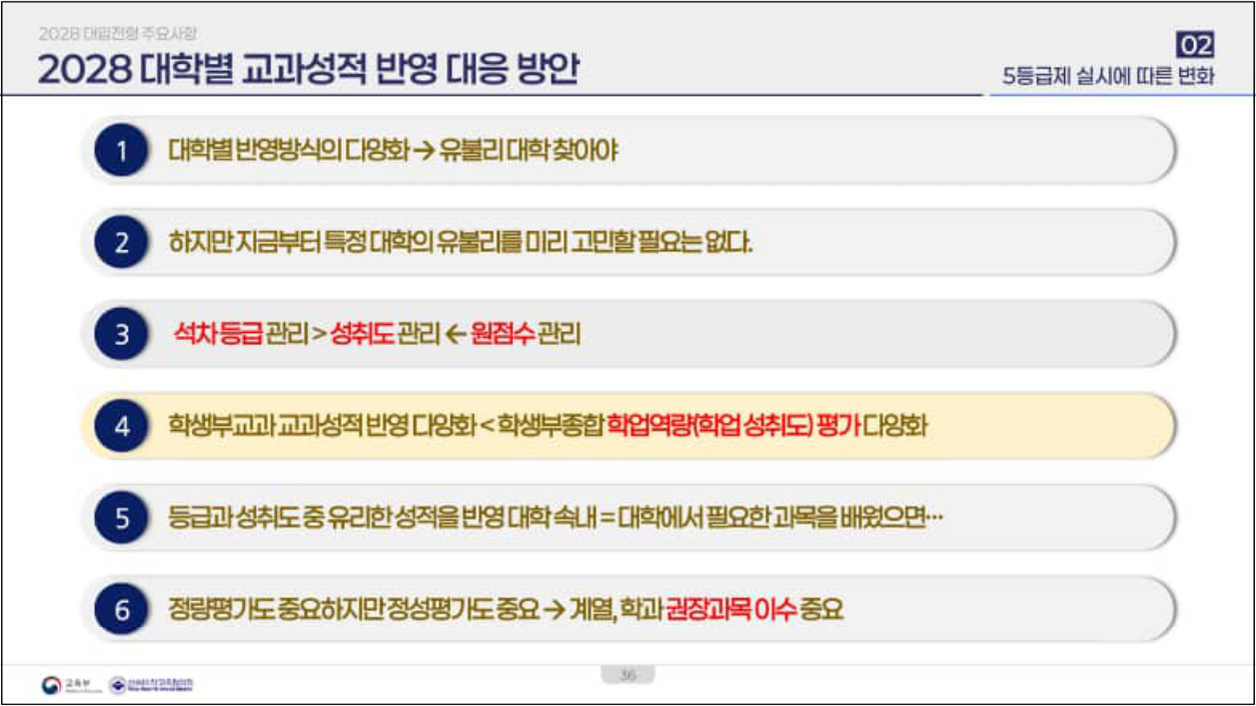 2028 대입전형 주요사항
2028 대학별 교과성적 반영 대응 방안
02
5등급제 실시에 따른 변화
1 대학별 반영방식의 다양화 → 유불리 대학 찾아야
2 하지만 지금부터 특정 대학의 유불리를 미리 고민할 필요는 없다.
3 석차 등급 관리 > 성취도 관리 ← 원점수 관리
4 학생부교과 교과성적 반영 다양화 < 학생부종합 학업역량(학업 성취도) 평가 다양화
5 등급과 성취도 중 유리한 성적을 반영 대학 속내 = 대학에서 필요한 과목을 배웠으면…
6 정량평가도 중요하지만 정성평가도 중요 → 계열, 학과 권장과목 이수 중요
교육부
36